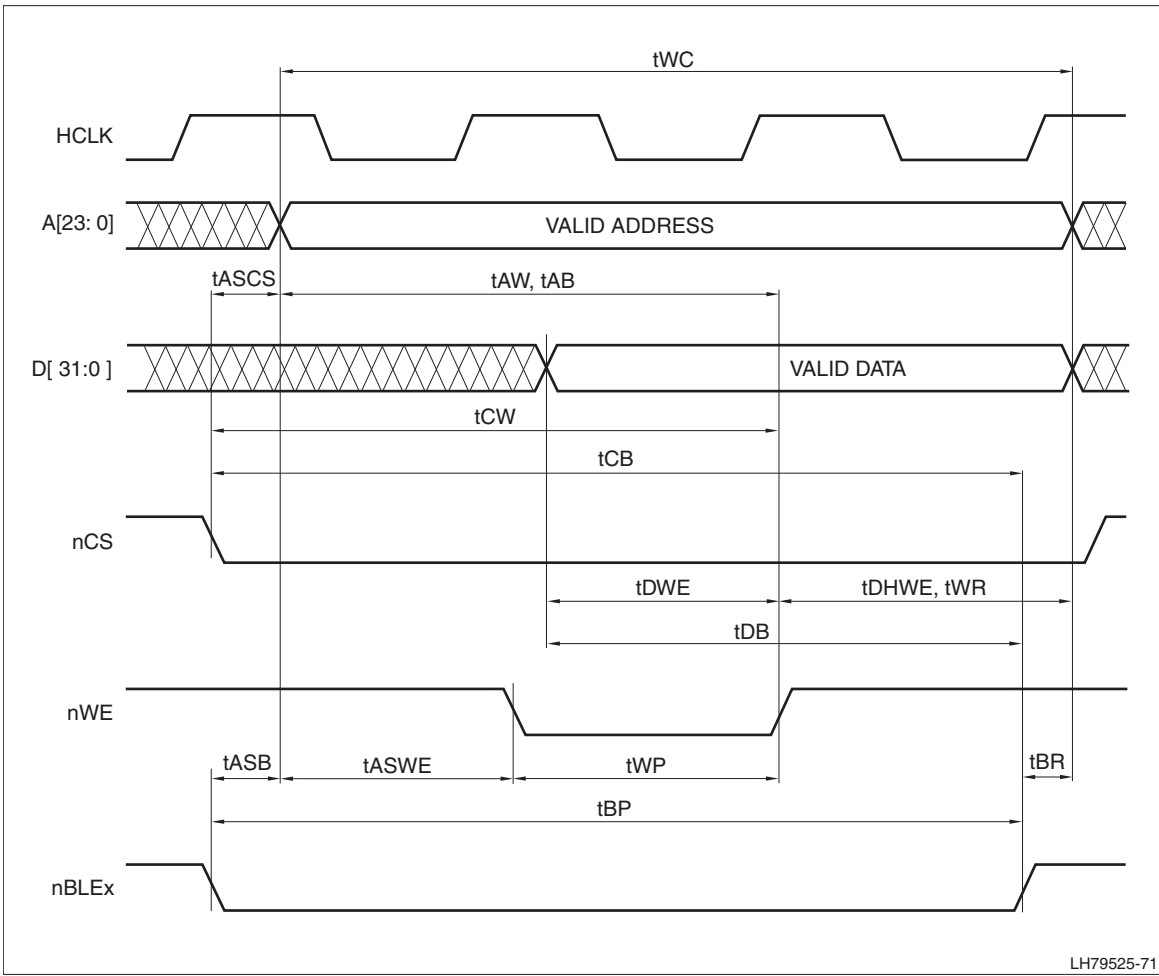 tWC
HCLK
A[23: 0]
VALID ADDRESS
tASCS
tAW, tAB
D[ 31:0 ]
VALID DATA
tCW
tCB
nCS
tDWE
tDHWE, tWR
tDB
nWE
tASB
tASWE
tWP
tBR
tBP
nBLEx
LH79525-71